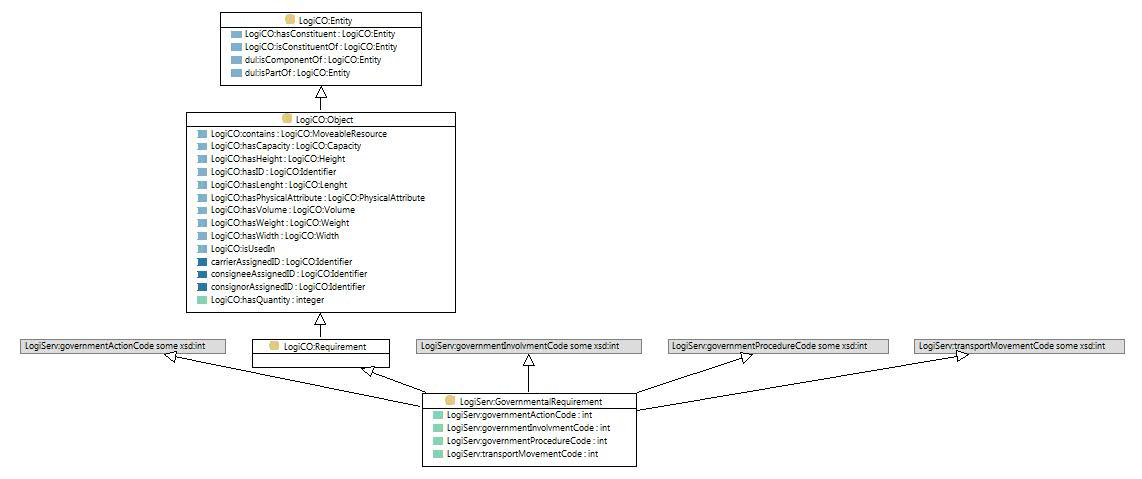 LogiCO:Entity
LogiCO:hasConstituent : LogiCO:Entity
LogiCO:isConstituentOf : LogiCO:Entity
dul:isComponentOf : LogiCO:Entity
dul:isPartOf : LogiCO:Entity
LogiCO:Object
LogiCO:contains : LogiCO:MoveableResource
LogiCO:hasCapacity : LogiCO:Capacity
LogiCO:hasHeight : LogiCO:Height
LogiCO:hasID : LogiCO:Identifier
LogiCO:hasLenght : LogiCO:Lenght
LogiCO:hasPhysicalAttribute : LogiCO:PhysicalAttribute
LogiCO:hasVolume : LogiCO:Volume
LogiCO:hasWeight : LogiCO:Weight
LogiCO:hasWidth : LogiCO:Width
LogiCO:isUsedIn
carrierAssignedID : LogiCO:Identifier
consigneeAssignedID : LogiCO:Identifier
consignorAssignedID : LogiCO:Identifier
LogiCO:hasQuantity : integer
LogiServ:governmentActionCode some xsd:int
LogiCO:Requirement
LogiServ:governmentInvolvmentCode some xsd:int
LogiServ:governmentProcedureCode some xsd:int
LogiServ:transportMovementCode some xsd:int
LogiServ:GovernmentalRequirement
LogiServ:governmentActionCode : int
LogiServ:governmentInvolvmentCode : int
LogiServ:governmentProcedureCode : int
LogiServ:transportMovementCode : int